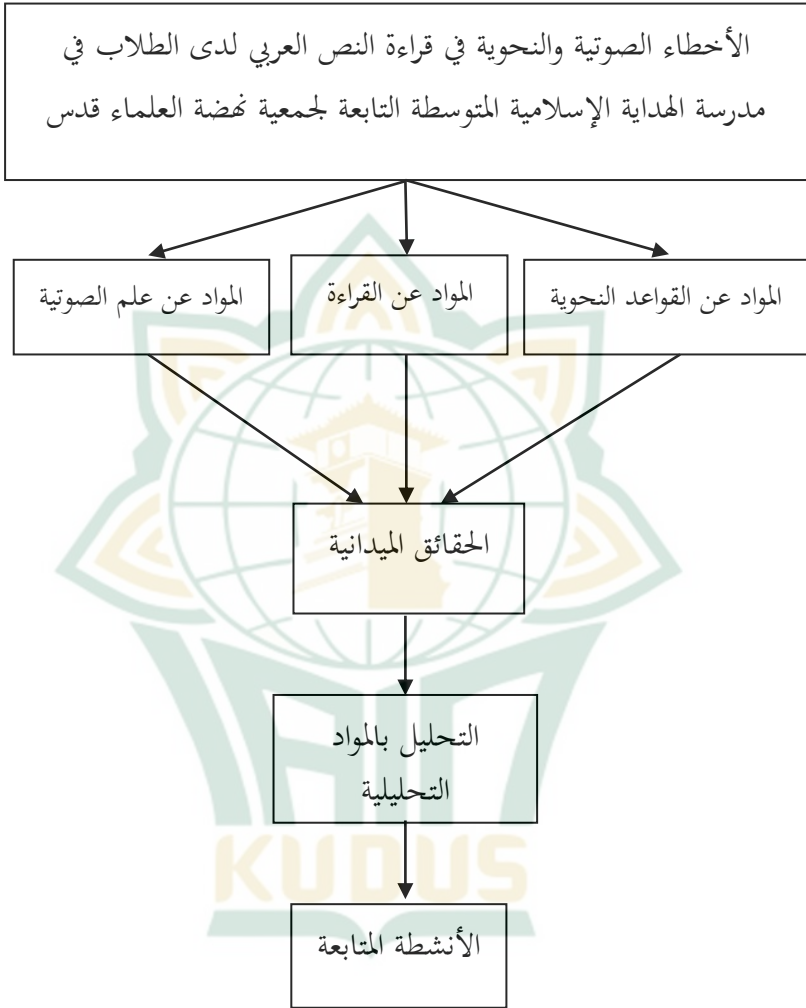 الأخطاء الصوتية والنحوية في قراءة النص العربي لدى الطلاب في
مدرسة الهداية الإسلامية المتوسطة التابعة لجمعية نهضة العلماء قدس
المواد عن القواعد النحوية
المواد عن القراءة
المواد عن علم الصوتية
الحقائق الميدانية
التحليل بالمواد
التحليلية
الأنشطة المتابعة
IAIN
KUDUS